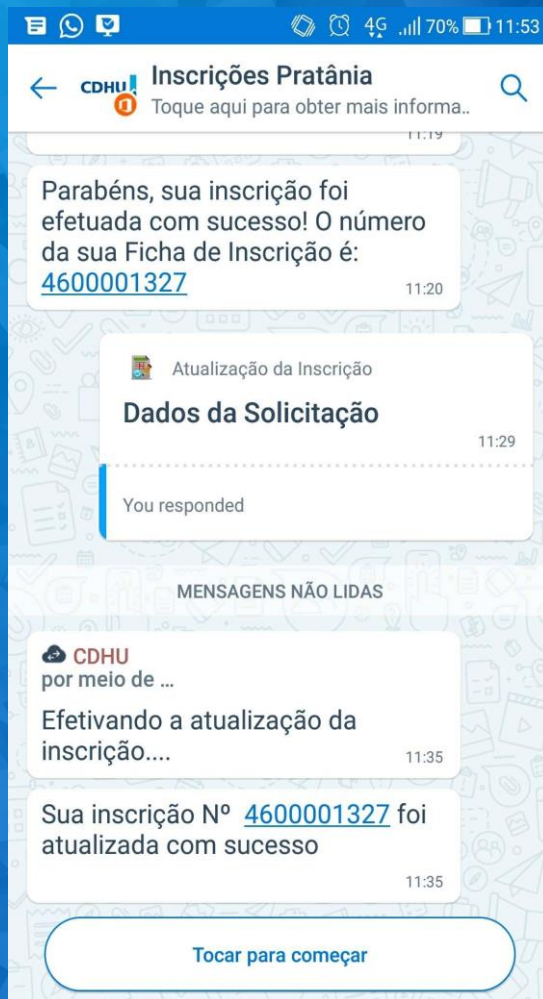 4G 70% 11:53
CDHU
Inscrições Pratânia
Toque aqui para obter mais informa..
11:19
Parabéns, sua inscrição foi
efetuada com sucesso! O número
da sua Ficha de Inscrição é:
4600001327
11:20
Atualização da Inscrição
Dados da Solicitação
11:29
You responded
MENSAGENS NÃO LIDAS
CDHU
por meio de ...
Efetivando a atualização da
inscrição....
11:35
Sua inscrição Nº 4600001327 foi
atualizada com sucesso
11:35
Tocar para começar